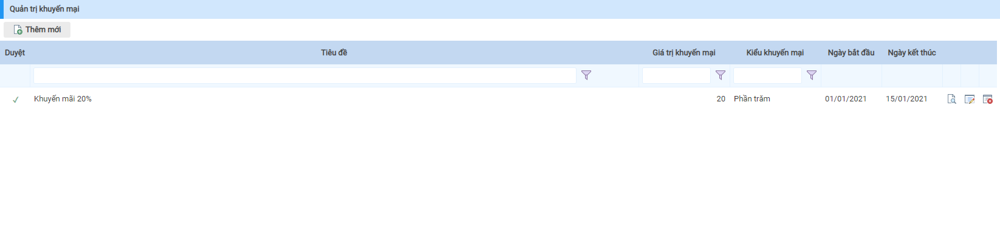 Quản trị khuyến mại
Thêm mới
Duyệt Tiêu đề Giá trị khuyến mại Kiểu khuyến mại Ngày bắt đầu Ngày kết thúc
Khuyến mãi 20% 20 Phần trăm 01/01/2021 15/01/2021